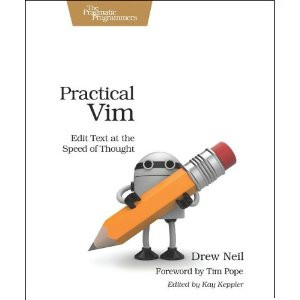 The
Pragmatic
Programmers
Practical
Vim
Edit Text at the
Speed of Thought
Drew Neil
Foreword by Tim Pope
Edited by Kay Keppler